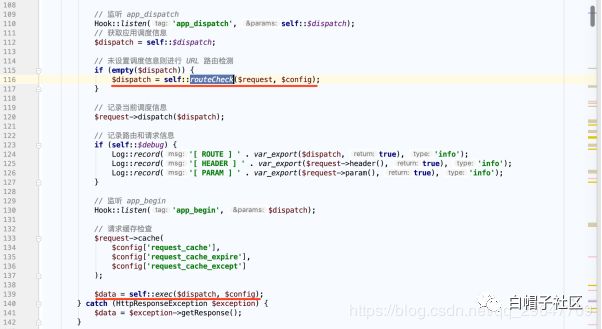 108
109 // 监听 app_dispatch
110 Hook::listen( tag: 'app_dispatch', &params: self::$dispatch);
111 // 获取应用调度信息
112 $dispatch = self::$dispatch;
113
114 // 未设置调度信息则进行 URL 路由检测
115 if (empty($dispatch)) {
116 $dispatch = self::routeCheck($request, $config);
117 }
118
119 // 记录当前调度信息
120 $request->dispatch($dispatch);
121
122 // 记录路由和请求信息
123 if (self::$debug) {
124 Log::record( msg: '[ ROUTE ] ' . var_export($dispatch, return: true), type: 'info');
125 Log::record( msg: '[ HEADER ] ' . var_export($request->header(), return: true), type: 'info');
126 Log::record( msg: '[ PARAM ] ' . var_export($request->param(), return: true), type: 'info');
127 }
128
129 // 监听 app_begin
130 Hook::listen( tag: 'app_begin', &params: $dispatch);
131
132 // 请求缓存检查
133 $request->cache(
134 $config['request_cache'],
135 $config['request_cache_expire'],
136 $config['request_cache_except']
137 );
138
139 $data = self::exec($dispatch, $config);
140 } catch (HttpResponseException $exception) {
141 $data = $exception->getResponse();
142 }
白帽子社区